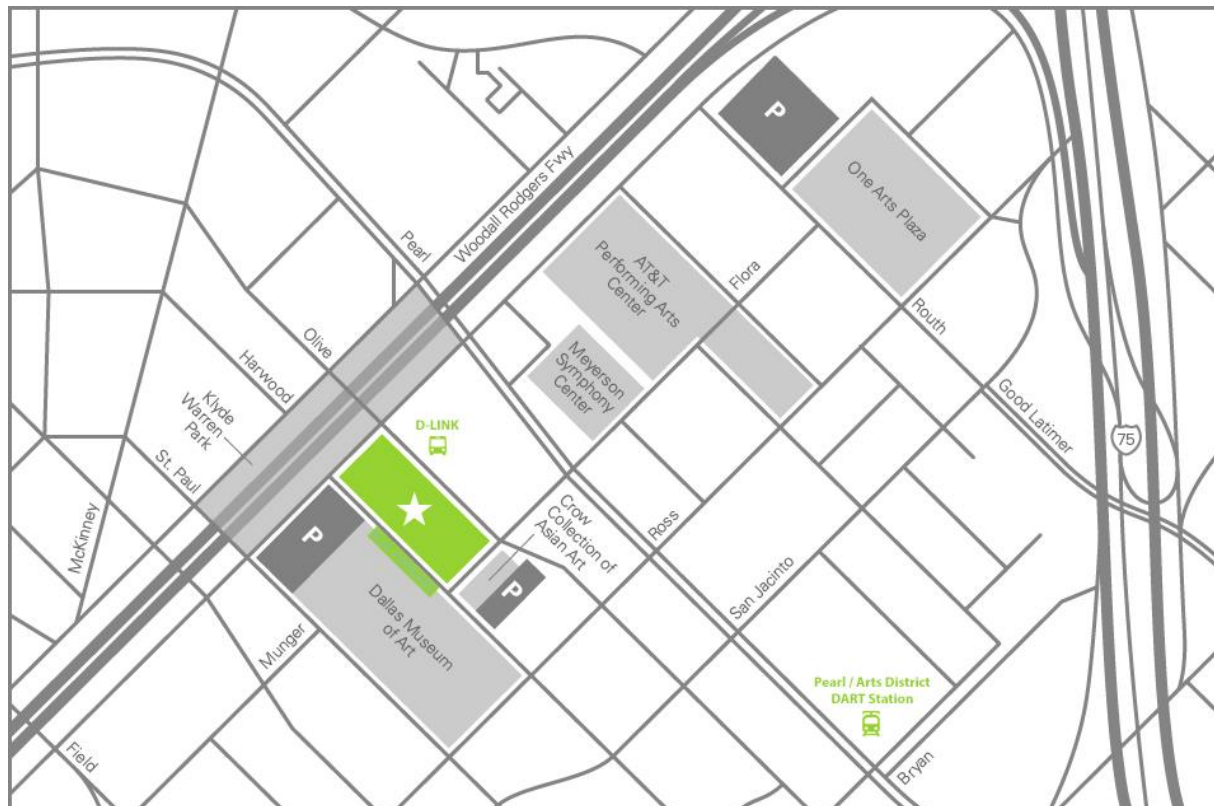 P
One Arts Plaza
Woodall Rodgers Fwy
Pearl
AT&T
Performing Arts
Center
Flora
Routh
Olive
Harwood
Meyerson
Symphony
Center
Good Latimer
75
Klyde
Warren
Park
D-LINK
St. Paul
McKinney
P
Crow
Collection of
Asian Art
Ross
P
San Jacinto
Dallas Museum
of Art
Munger
Pearl / Arts District
DART Station
Field
Bryan